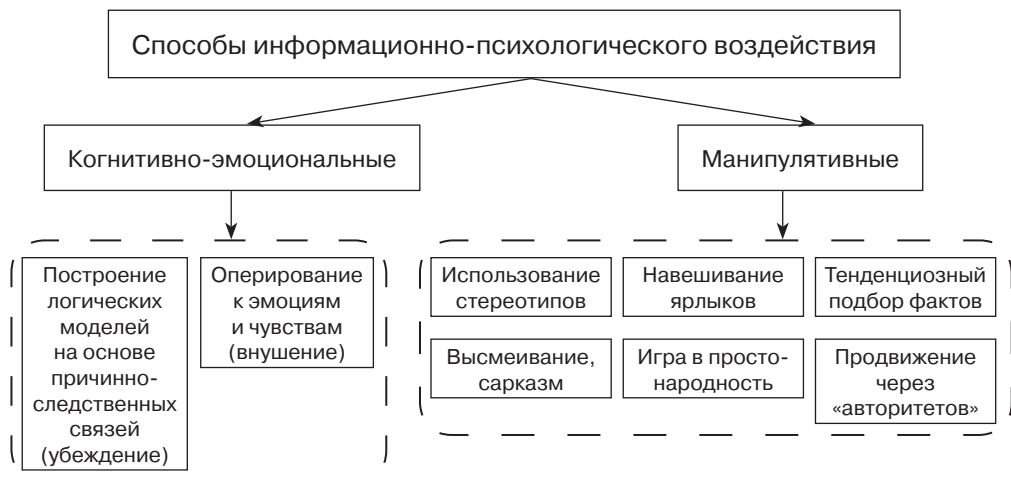 Способы информационно-психологического воздействия
Когнитивно-эмоциональные
Манипулятивные
Построение
логических
моделей
на основе
причинно-
следственных
связей
(убеждение)
Оперирование
к эмоциям
и чувствам
(внушение)
Использование
стереотипов
Навешивание
ярлыков
Тенденциозный
подбор фактов
Высмеивание,
сарказм
Игра в просто-
народность
Продвижение
через
«авторитетов»